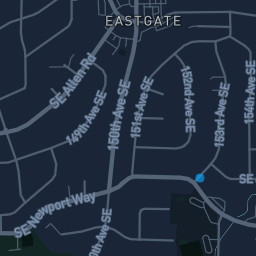 EASTGATE
SE Allen Rd
149th Ave SE
150th Ave SE
151st Ave SE
152nd Ave SE
153rd Ave SE
154th Ave SE
SE Newport Way
0th Ave SE
SE